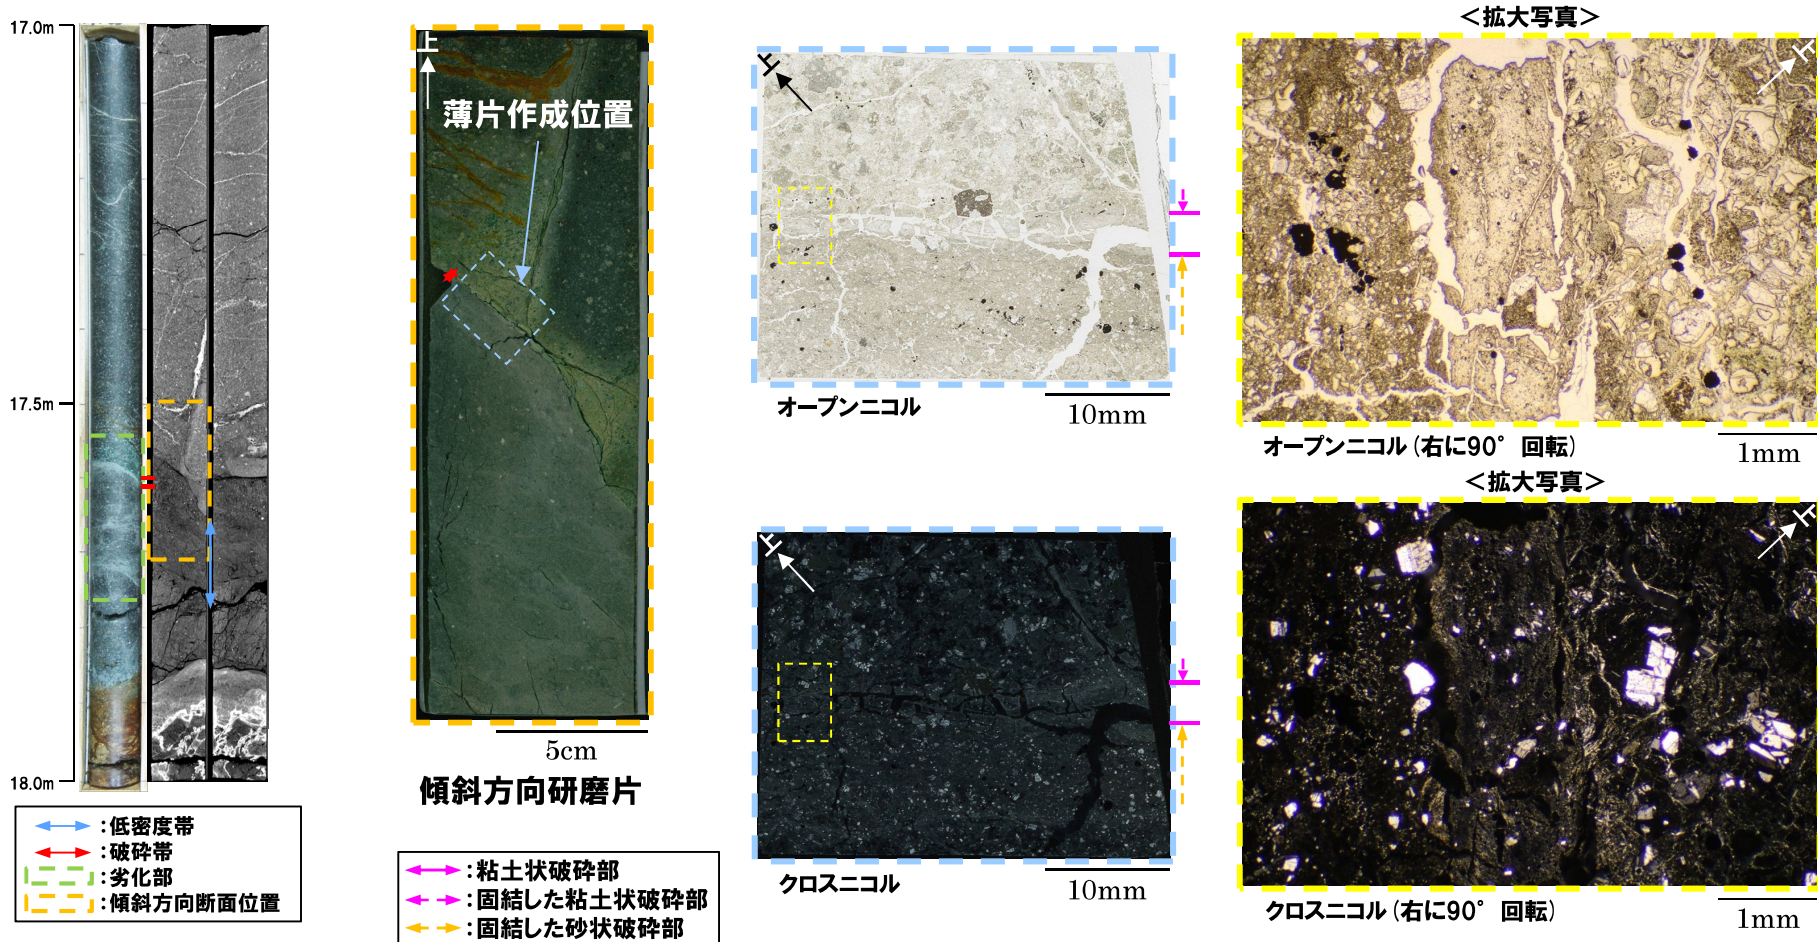 17.0m
17.5m
18.0m
:低密度帯
:破砕帯
:劣化部
:傾斜方向断面位置
上
薄片作成位置
5cm
傾斜方向研磨片
:粘土状破砕部
:固結した粘土状破砕部
:固結した砂状破砕部
上
オープンニコル
10mm
上
クロスニコル
10mm
<拡大写真>
上
オープンニコル(右に90°回転)
1mm
<拡大写真>
上
クロスニコル(右に90°回転)
1mm